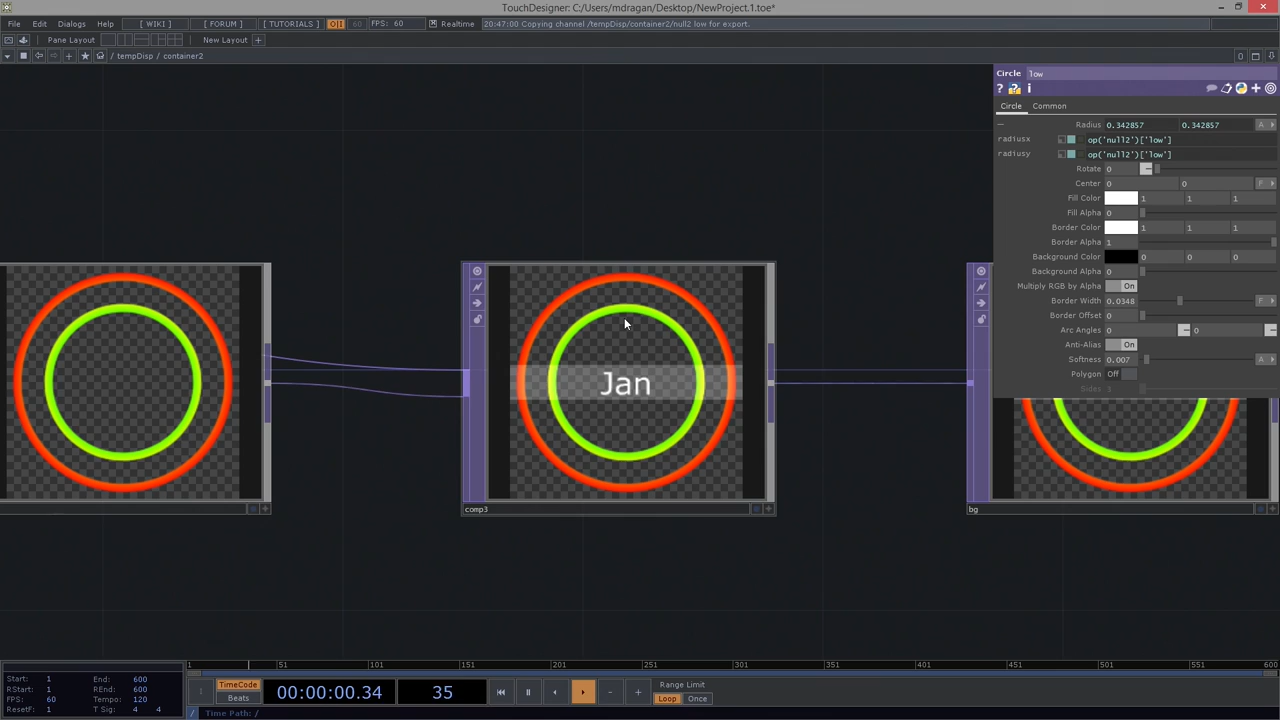 TouchDesigner: C:/Users/mdragan/Desktop/NewProject.1.toe*
File Edit Dialogs Help [ WIKI ] [ FORUM ] [ TUTORIALS ] O|I 60 FPS: 60 Realtime 20:47:00 Copying channel /tempDisp/container2/null2 low for export.
Pane Layout New Layout +
/ tempDisp / container2
Circle low
Circle Common
Radius 0.342857 0.342857 A
radiusx op('null2')['low']
radiusy op('null2')['low']
Rotate 0
Center 0 0 F
Fill Color 1 1 1
Fill Alpha 0
Border Color 1 1 1
Border Alpha 1
Background Color 0 0 0
Background Alpha 0
Multiply RGB by Alpha On
Border Width 0.0348 F
Border Offset 0
Arc Angles 0 0
Anti-Alias On
Softness 0.007 A
Polygon Off
Sides 3
Jan
comp3
bg
1 51 101 151 201 251 301 351 401 451 501 551 600
Start: 1 End: 600
RStart: 1 REnd: 600
FPS: 60 Tempo: 120
ResetF: 1 T Sig: 4 4
TimeCode
Beats
00:00:00.34
35
Range Limit
Loop Once
/ Time Path: /